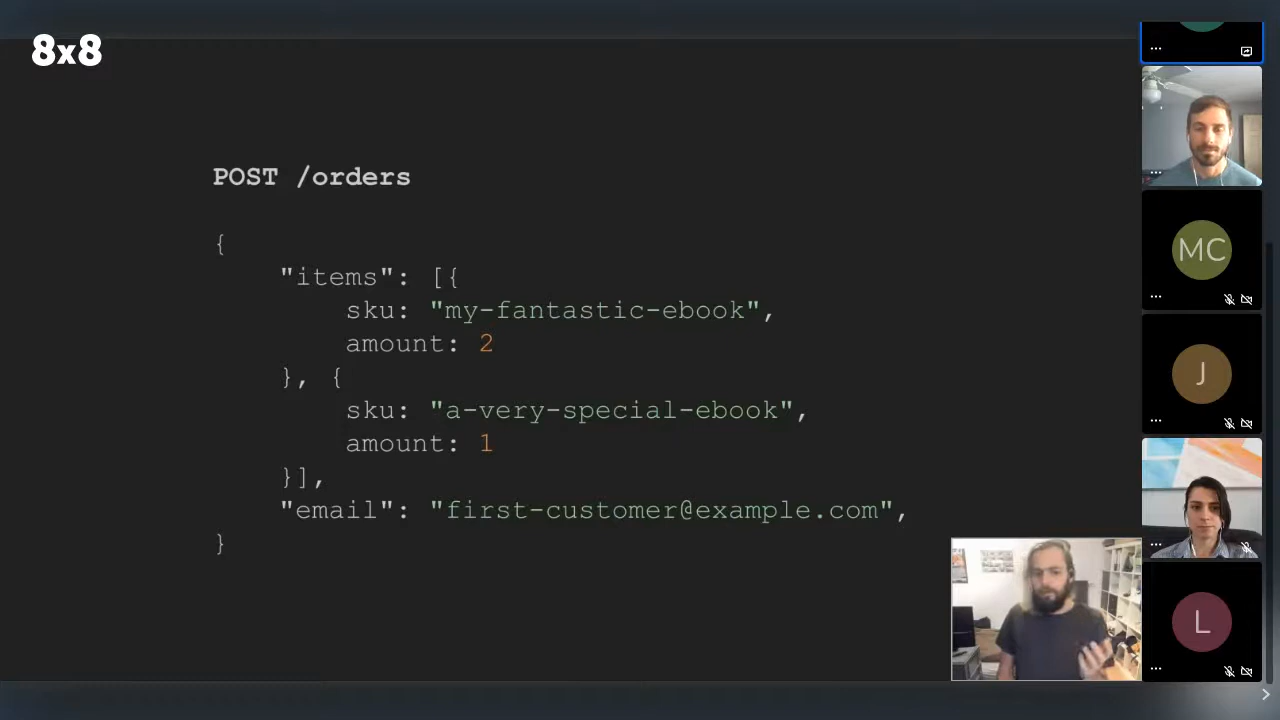 8x8
POST /orders
{
"items": [{
sku: "my-fantastic-ebook",
amount: 2
}, {
sku: "a-very-special-ebook",
amount: 1
}],
"email": "first-customer@example.com",
}
MC
J
L